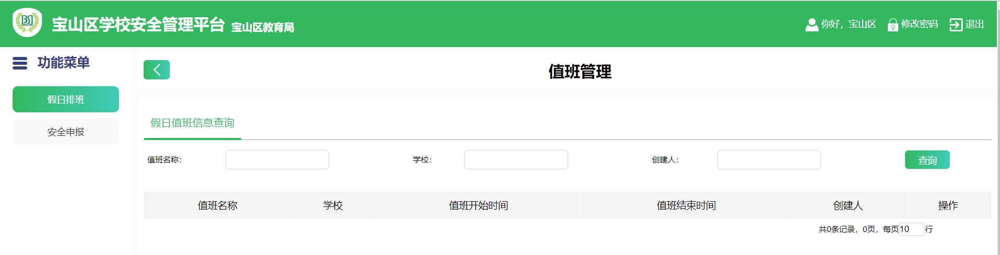 宝山区学校安全管理平台 宝山区教育局
你好，宝山区 修改密码 退出
功能菜单
值班管理
假日排班
安全申报
假日值班信息查询
值班名称： 学校： 创建人： 查询
值班名称 学校 值班开始时间 值班结束时间 创建人 操作
共0条记录，0页，每页10行